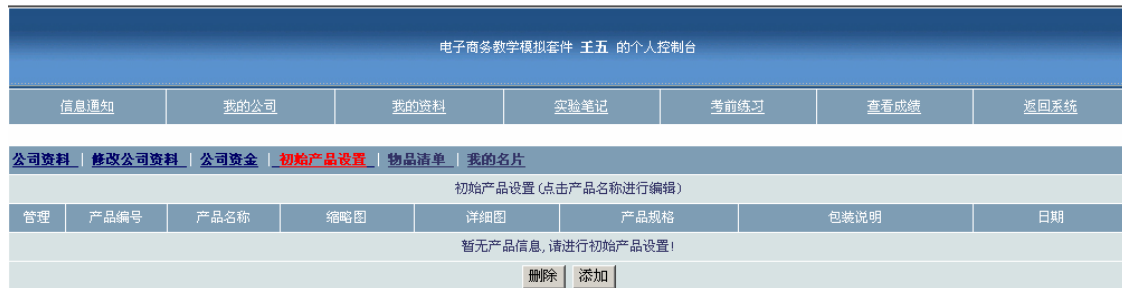 电子商务教学模拟套件 王五 的个人控制台
信息通知 我的公司 我的资料 实验笔记 考前练习 查看成绩 返回系统
公司资料 | 修改公司资料 | 公司资金 | 初始产品设置 | 物品清单 | 我的名片
初始产品设置(点击产品名称进行编辑)
管理 产品编号 产品名称 缩略图 详细图 产品规格 包装说明 日期
暂无产品信息,请进行初始产品设置!
删除 添加